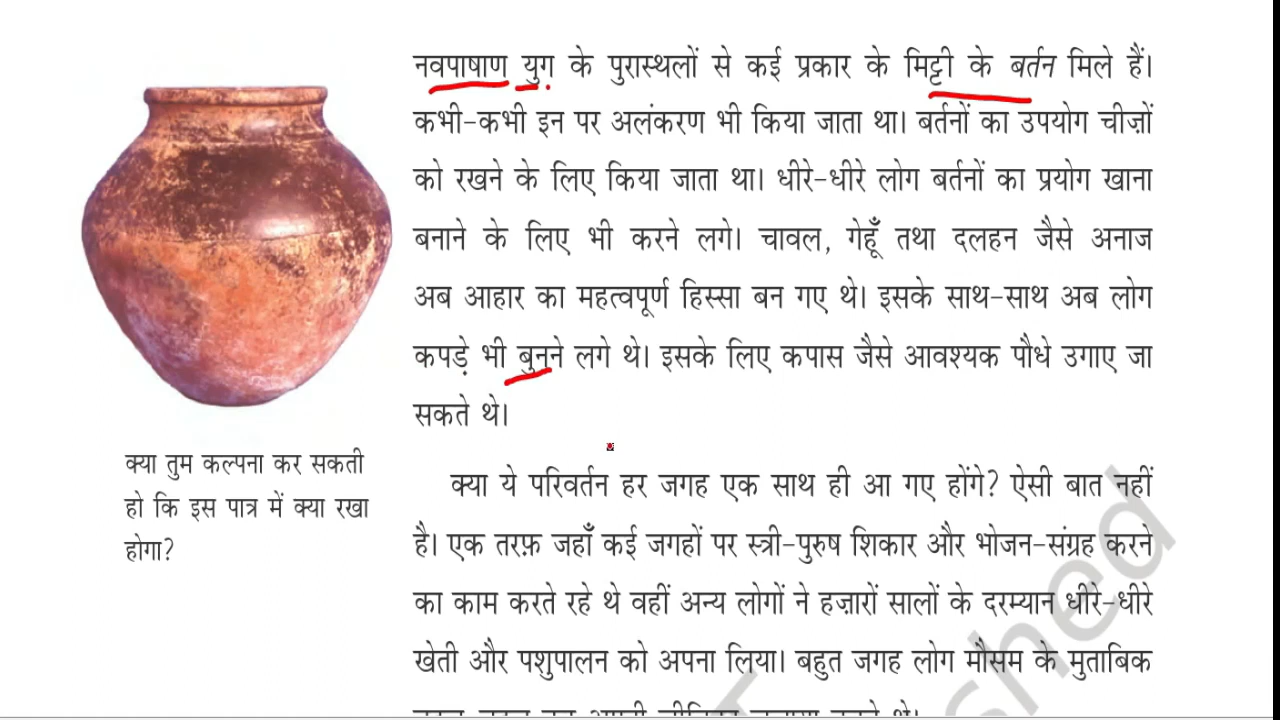 नवपाषाण युग के पुरास्थलों से कई प्रकार के मिट्टी के बर्तन मिले हैं।
कभी-कभी इन पर अलंकरण भी किया जाता था। बर्तनों का उपयोग चीज़ों
को रखने के लिए किया जाता था। धीरे-धीरे लोग बर्तनों का प्रयोग खाना
बनाने के लिए भी करने लगे। चावल, गेहूँ तथा दलहन जैसे अनाज
अब आहार का महत्वपूर्ण हिस्सा बन गए थे। इसके साथ-साथ अब लोग
कपड़े भी बुनने लगे थे। इसके लिए कपास जैसे आवश्यक पौधे उगाए जा
सकते थे।
क्या तुम कल्पना कर सकती
हो कि इस पात्र में क्या रखा
होगा?
क्या ये परिवर्तन हर जगह एक साथ ही आ गए होंगे? ऐसी बात नहीं
है। एक तरफ़ जहाँ कई जगहों पर स्त्री-पुरुष शिकार और भोजन-संग्रह करने
का काम करते रहे थे वहीं अन्य लोगों ने हज़ारों सालों के दरम्यान धीरे-धीरे
खेती और पशुपालन को अपना लिया। बहुत जगह लोग मौसम के मुताबिक